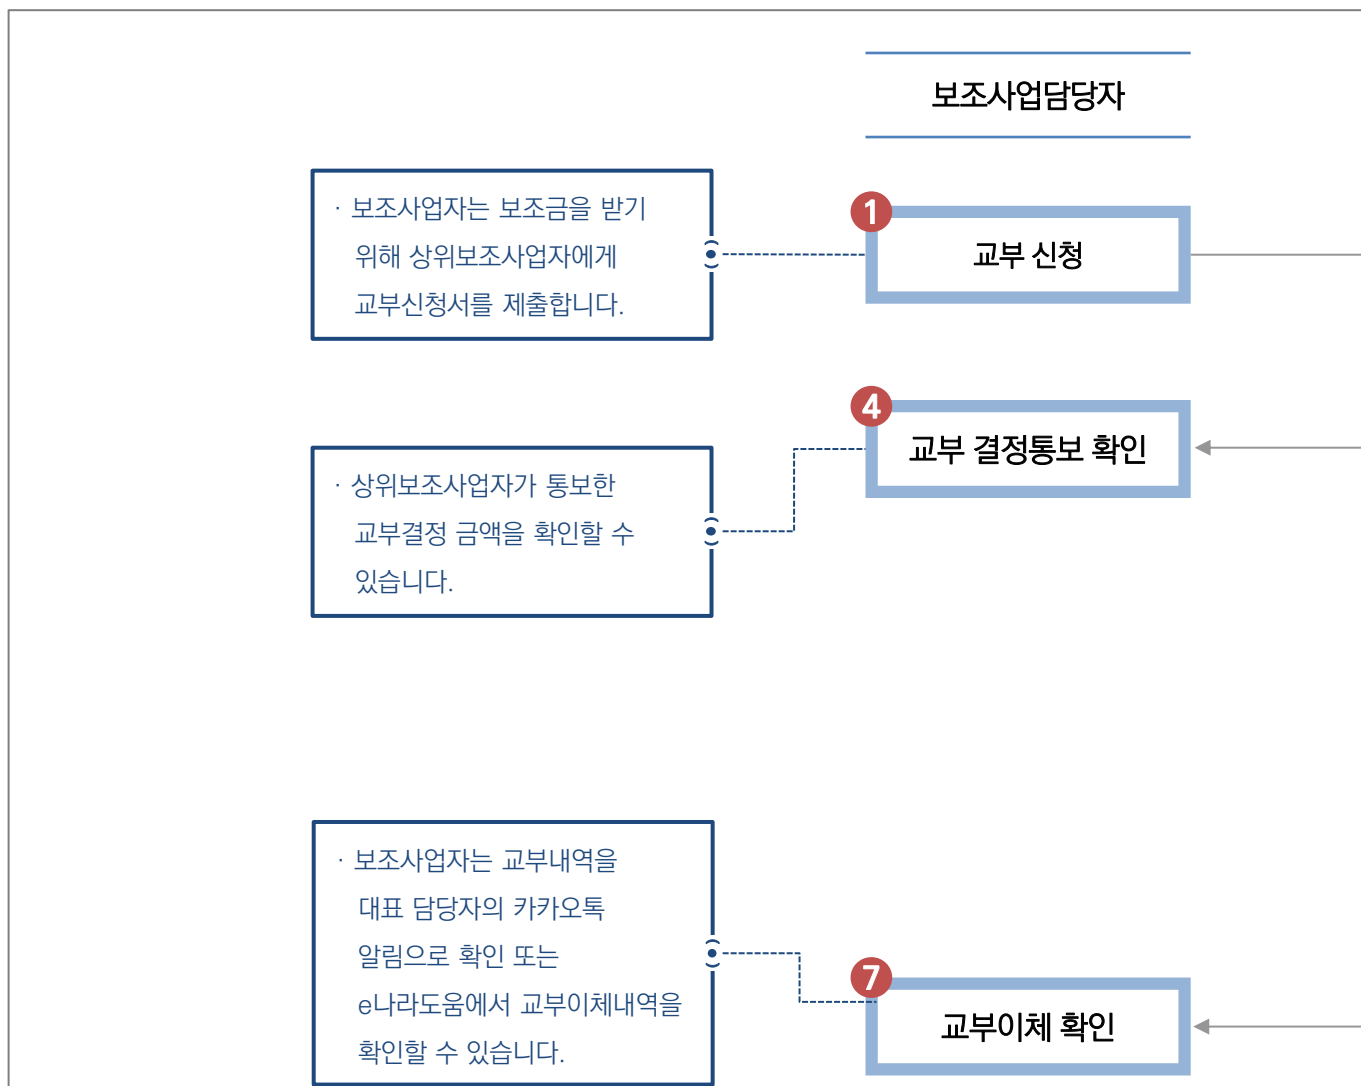 보조사업담당자
· 보조사업자는 보조금을 받기
위해 상위보조사업자에게
교부신청서를 제출합니다.
1
교부 신청
4
교부 결정통보 확인
· 상위보조사업자가 통보한
교부결정 금액을 확인할 수
있습니다.
· 보조사업자는 교부내역을
대표 담당자의 카카오톡
알림으로 확인 또는
e나라도움에서 교부이체내역을
확인할 수 있습니다.
7
교부이체 확인